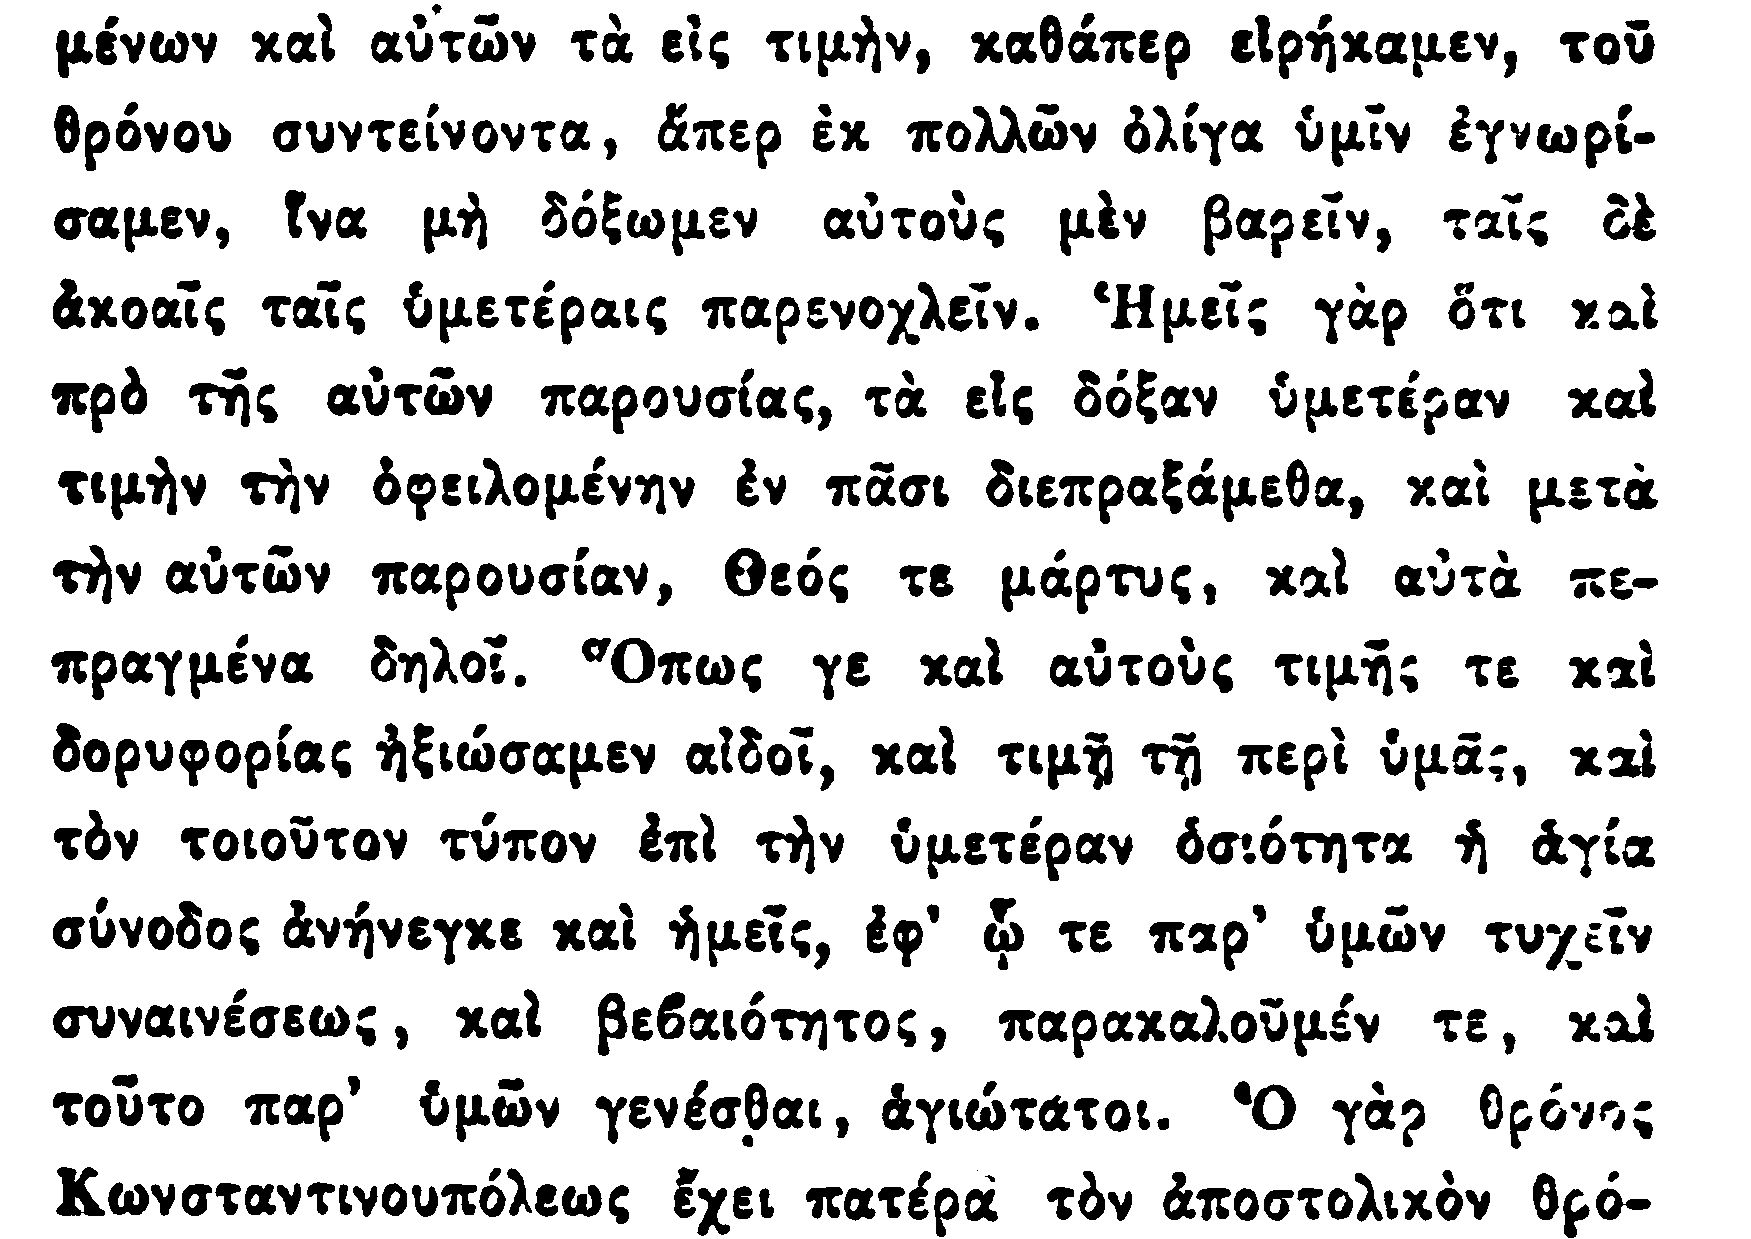 μένων καὶ αὐτῶν τὰ εἰς τιμὴν, καθάπερ εἰρήκαμεν, τοῦ
θρόνου συντείνοντα, ἅπερ ἐκ πολλῶν ὀλίγα ὑμῖν ἐγνωρί-
σαμεν, ἵνα μὴ δόξωμεν αὐτοὺς μὲν βαρεῖν, ταῖς δὲ
ἀκοαῖς ταῖς ὑμετέραις παρενοχλεῖν. Ἡμεῖς γὰρ ὅτι καὶ
πρὸ τῆς αὐτῶν παρουσίας, τὰ εἰς δόξαν ὑμετέραν καὶ
τιμὴν τὴν ὀφειλομένην ἐν πᾶσι διεπραξάμεθα, καὶ μετὰ
τὴν αὐτῶν παρουσίαν, Θεός τε μάρτυς, καὶ αὐτὰ πε-
πραγμένα δηλοῖ. Ὅπως γε καὶ αὐτοὺς τιμῆς τε καὶ
δορυφορίας ἠξιώσαμεν αἰδοῖ, καὶ τιμῇ τῇ περὶ ὑμᾶς, καὶ
τὸν τοιοῦτον τύπον ἐπὶ τὴν ὑμετέραν ὁσιότητα ἡ ἁγία
σύνοδος ἀνήνεγκε καὶ ἡμεῖς, ἐφ’ ᾧ τε παρ’ ὑμῶν τυχεῖν
συναινέσεως, καὶ βεϐαιότητος, παρακαλοῦμέν τε, καὶ
τοῦτο παρ’ ὑμῶν γενέσθαι, ἁγιώτατοι. Ὁ γὰρ θρόνος
Κωνσταντινουπόλεως ἔχει πατέρα τὸν ἀποστολικὸν θρό-